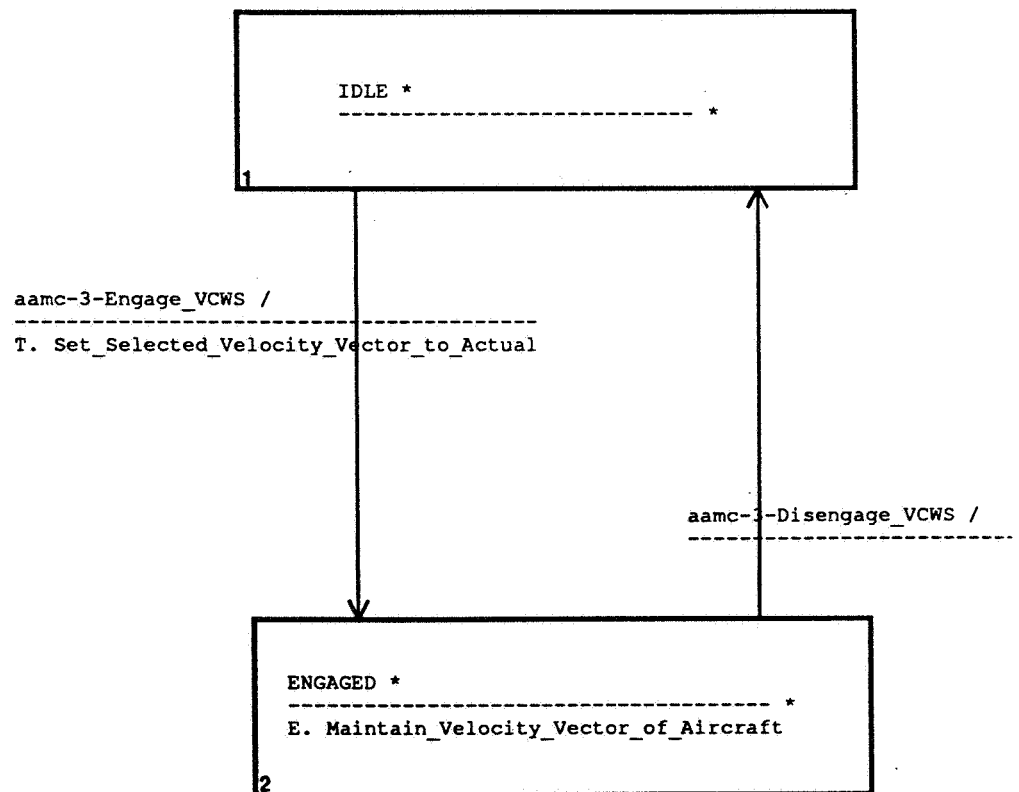 IDLE *
---------------------------- *
1
aamc-3-Engage_VCWS /
-----------------------------------------
T. Set_Selected_Velocity_Vector_to_Actual
aamc-3-Disengage_VCWS /
--------------------------
ENGAGED *
-------------------------------------- *
E. Maintain_Velocity_Vector_of_Aircraft
2